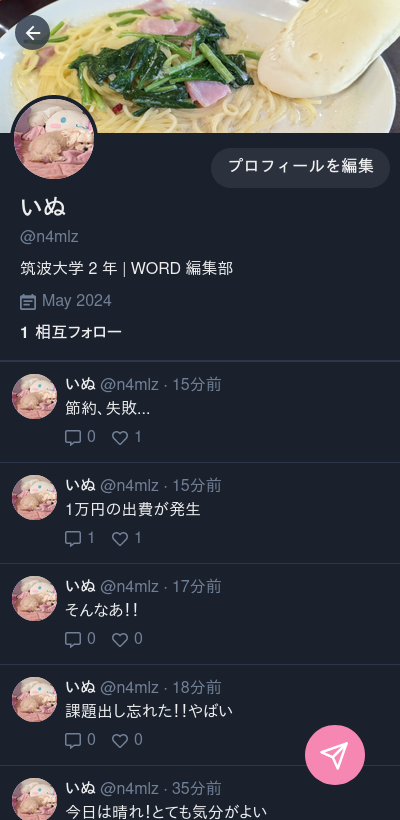 プロフィールを編集
いぬ
@n4mlz
筑波大学 2 年 | WORD 編集部
May 2024
1 相互フォロー
いぬ @n4mlz · 15分前
節約、失敗...
0 1
いぬ @n4mlz · 15分前
1万円の出費が発生
1 1
いぬ @n4mlz · 17分前
そんなあ!!
0 0
いぬ @n4mlz · 18分前
課題出し忘れた!!やばい
0 0
いぬ @n4mlz · 35分前
今日は晴れ!とても気分がよい